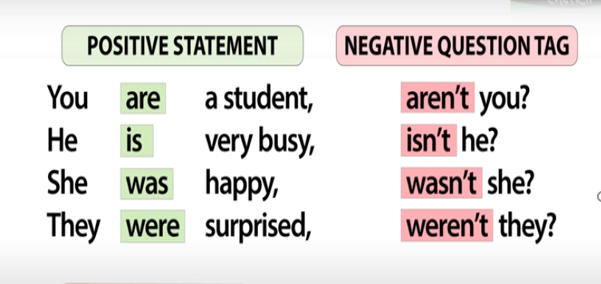 POSITIVE STATEMENT NEGATIVE QUESTION TAG
You are a student, aren't you?
He is very busy, isn't he?
She was happy, wasn't she?
They were surprised, weren't they?